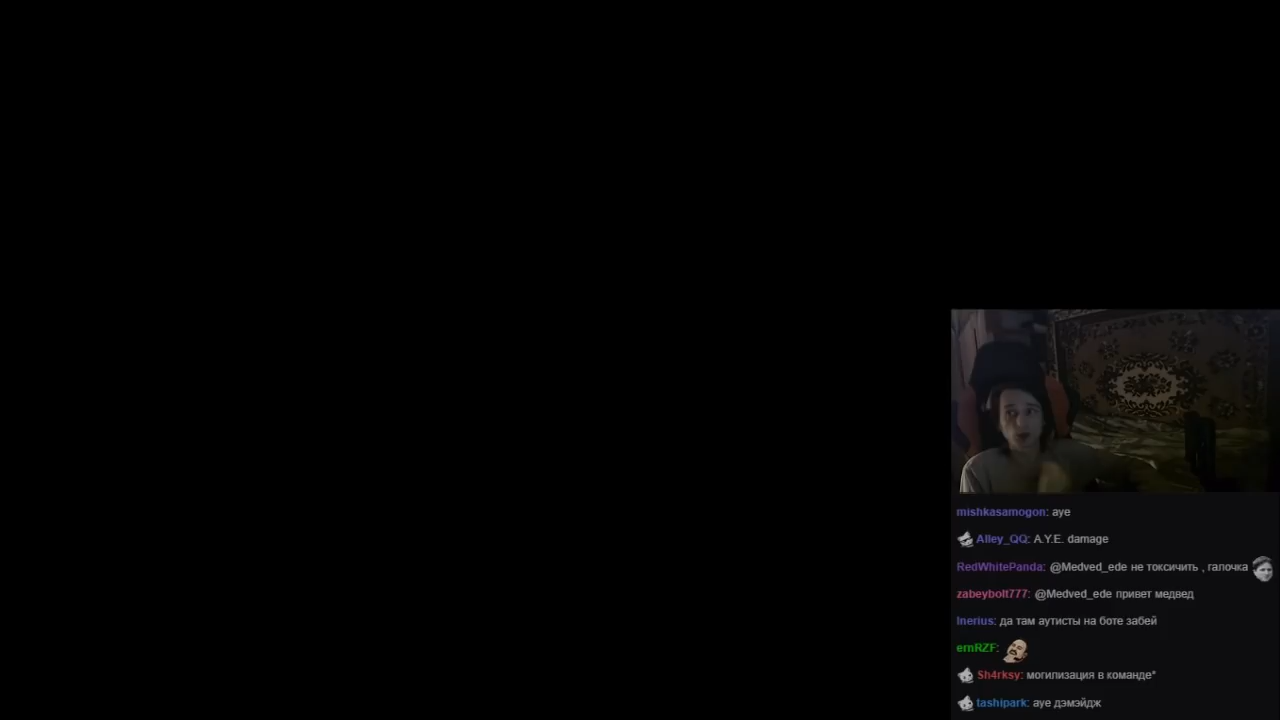 mishkasamogon: aye
Alley_QQ: A.Y.E. damage
RedWhitePanda: @Medved_ede не токсичить , галочка
zabeybolt777: @Medved_ede привет медвед
Inerius: да там аутисты на боте забей
ernRZF:
Sh4rksy: могилизация в команде*
tashipark: ауе дэмэйдж